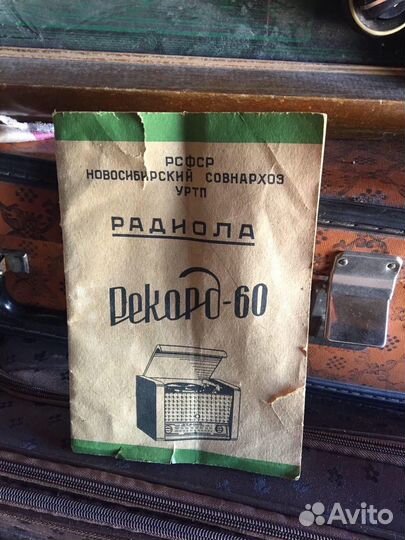 РСФСР
НОВОСИБИРСКИЙ СОВНАРХОЗ
УРТП
РАДИОЛА
Рекорд-60
Avito